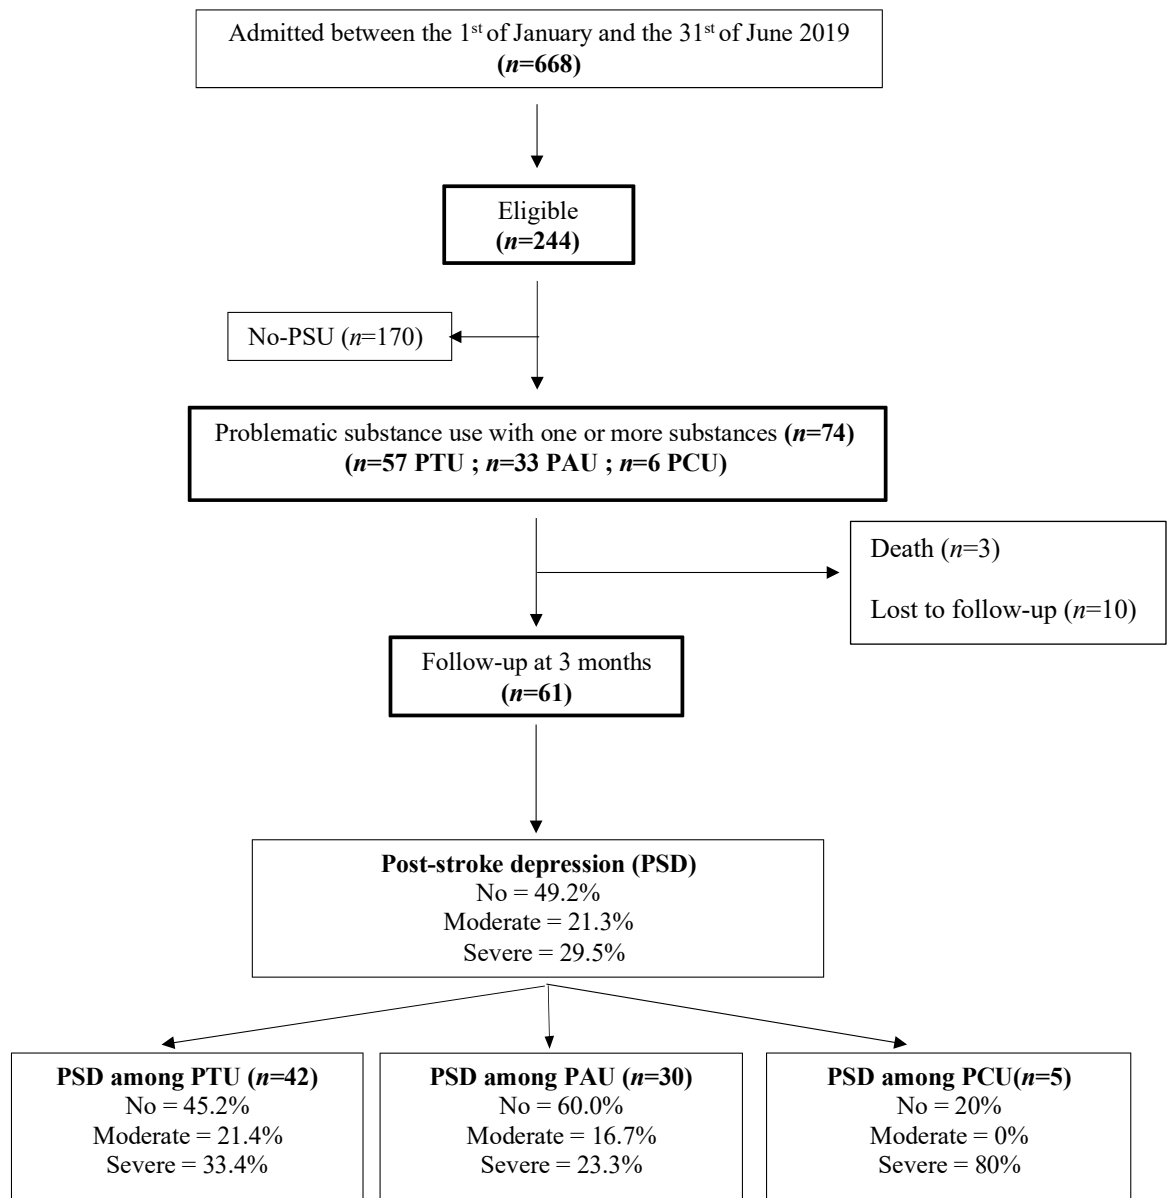 Admitted between the 1st of January and the 31st of June 2019
(n=668)
Eligible
(n=244)
No-PSU (n=170)
Problematic substance use with one or more substances (n=74)
(n=57 PTU ; n=33 PAU ; n=6 PCU)
Death (n=3)
Lost to follow-up (n=10)
Follow-up at 3 months
(n=61)
Post-stroke depression (PSD)
No = 49.2%
Moderate = 21.3%
Severe = 29.5%
PSD among PTU (n=42)
No = 45.2%
Moderate = 21.4%
Severe = 33.4%
PSD among PAU (n=30)
No = 60.0%
Moderate = 16.7%
Severe = 23.3%
PSD among PCU(n=5)
No = 20%
Moderate = 0%
Severe = 80%